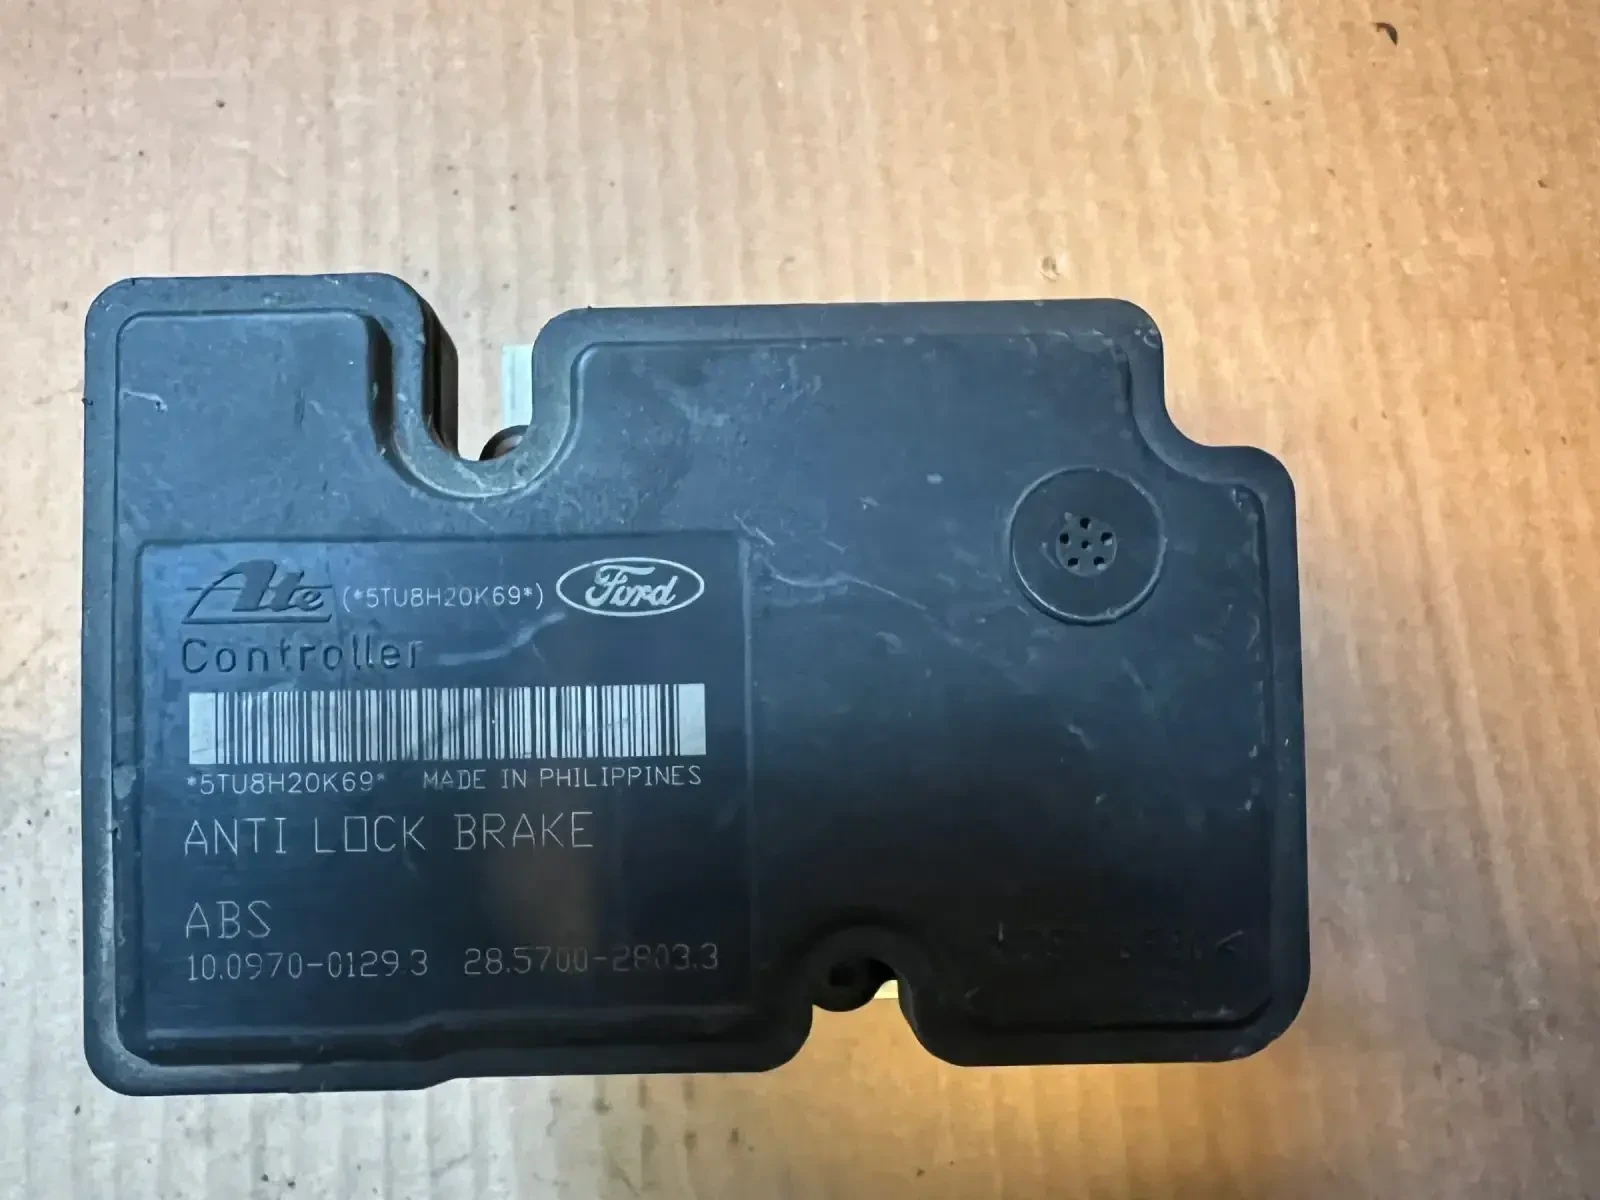 Ate (*5TU8H20K69*) Ford
Controller
*5TU8H20K69* MADE IN PHILIPPINES
ANTI LOCK BRAKE
ABS
10.0970-0129.3 28.5700-2803.3